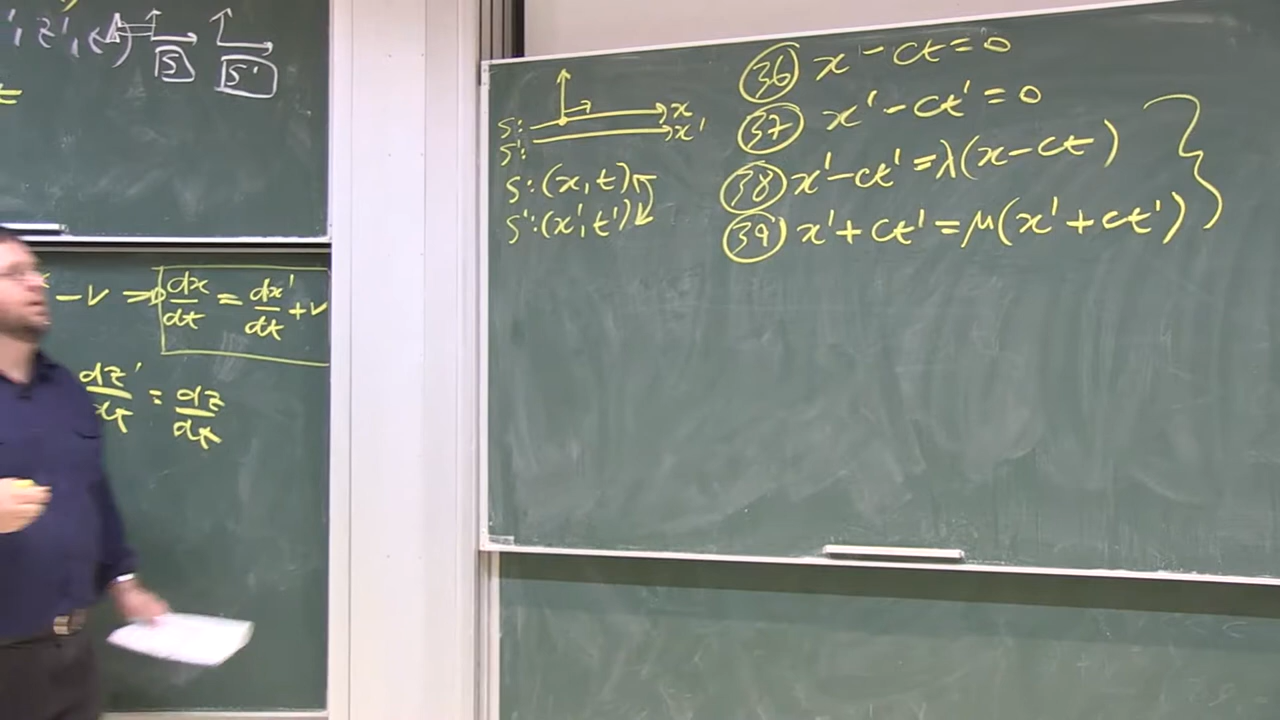 ', z', t)
S S'
t
- v ⇒ dx/dt = dx'/dt + v
dz'/dt = dz/dt
x
S:
x'
S':
S: (x, t)
S': (x', t')
(36) x - ct = 0
(37) x' - ct' = 0
(38) x' - ct' = λ(x - ct)
(39) x' + ct' = μ(x' + ct')